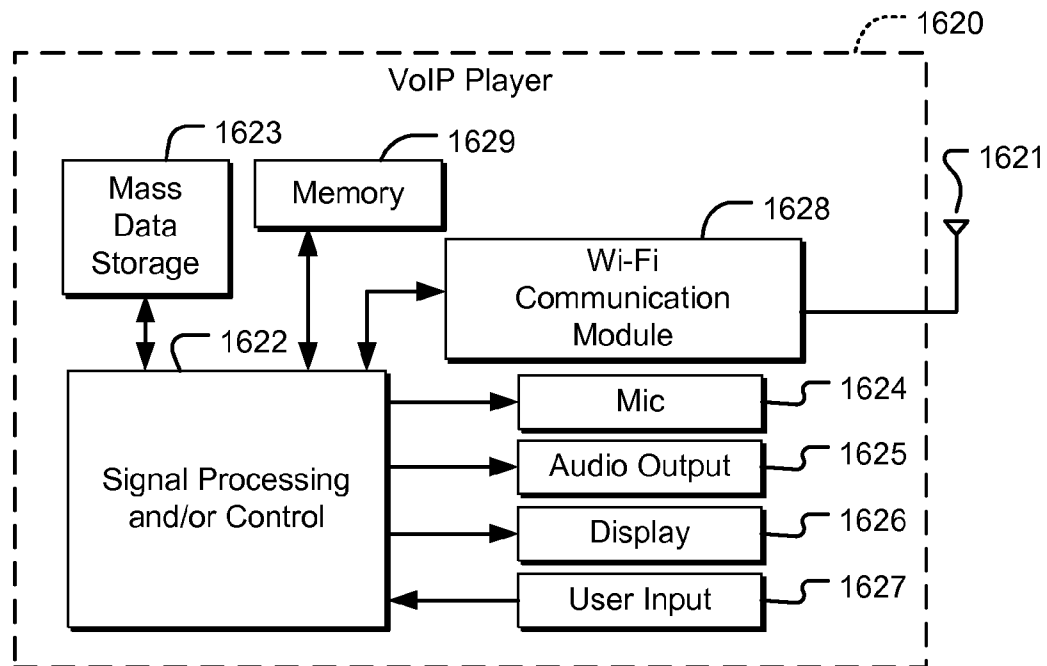 1620
VoIP Player
1623
1629
1621
Mass
Data
Storage
Memory
1628
Wi-Fi
Communication
Module
1622
1624
Mic
1625
Audio Output
Signal Processing
and/or Control
1626
Display
1627
User Input